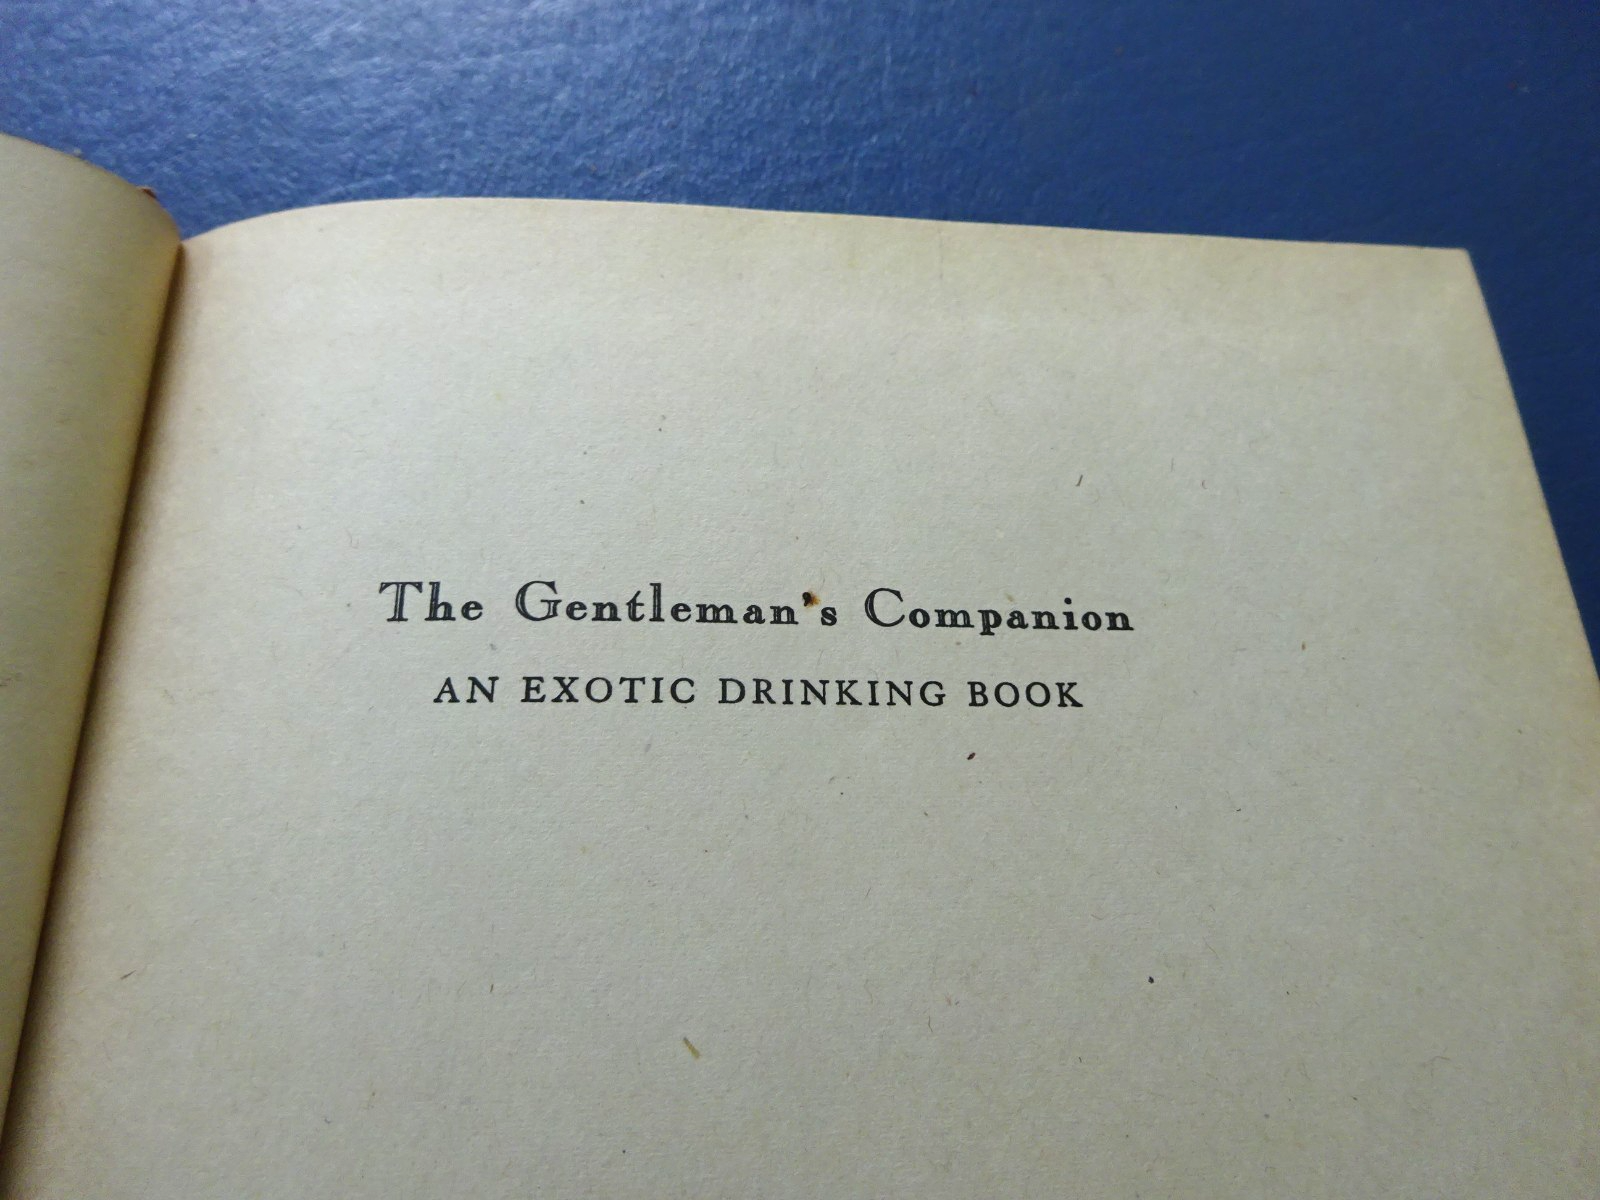 The Gentleman's Companion
AN EXOTIC DRINKING BOOK